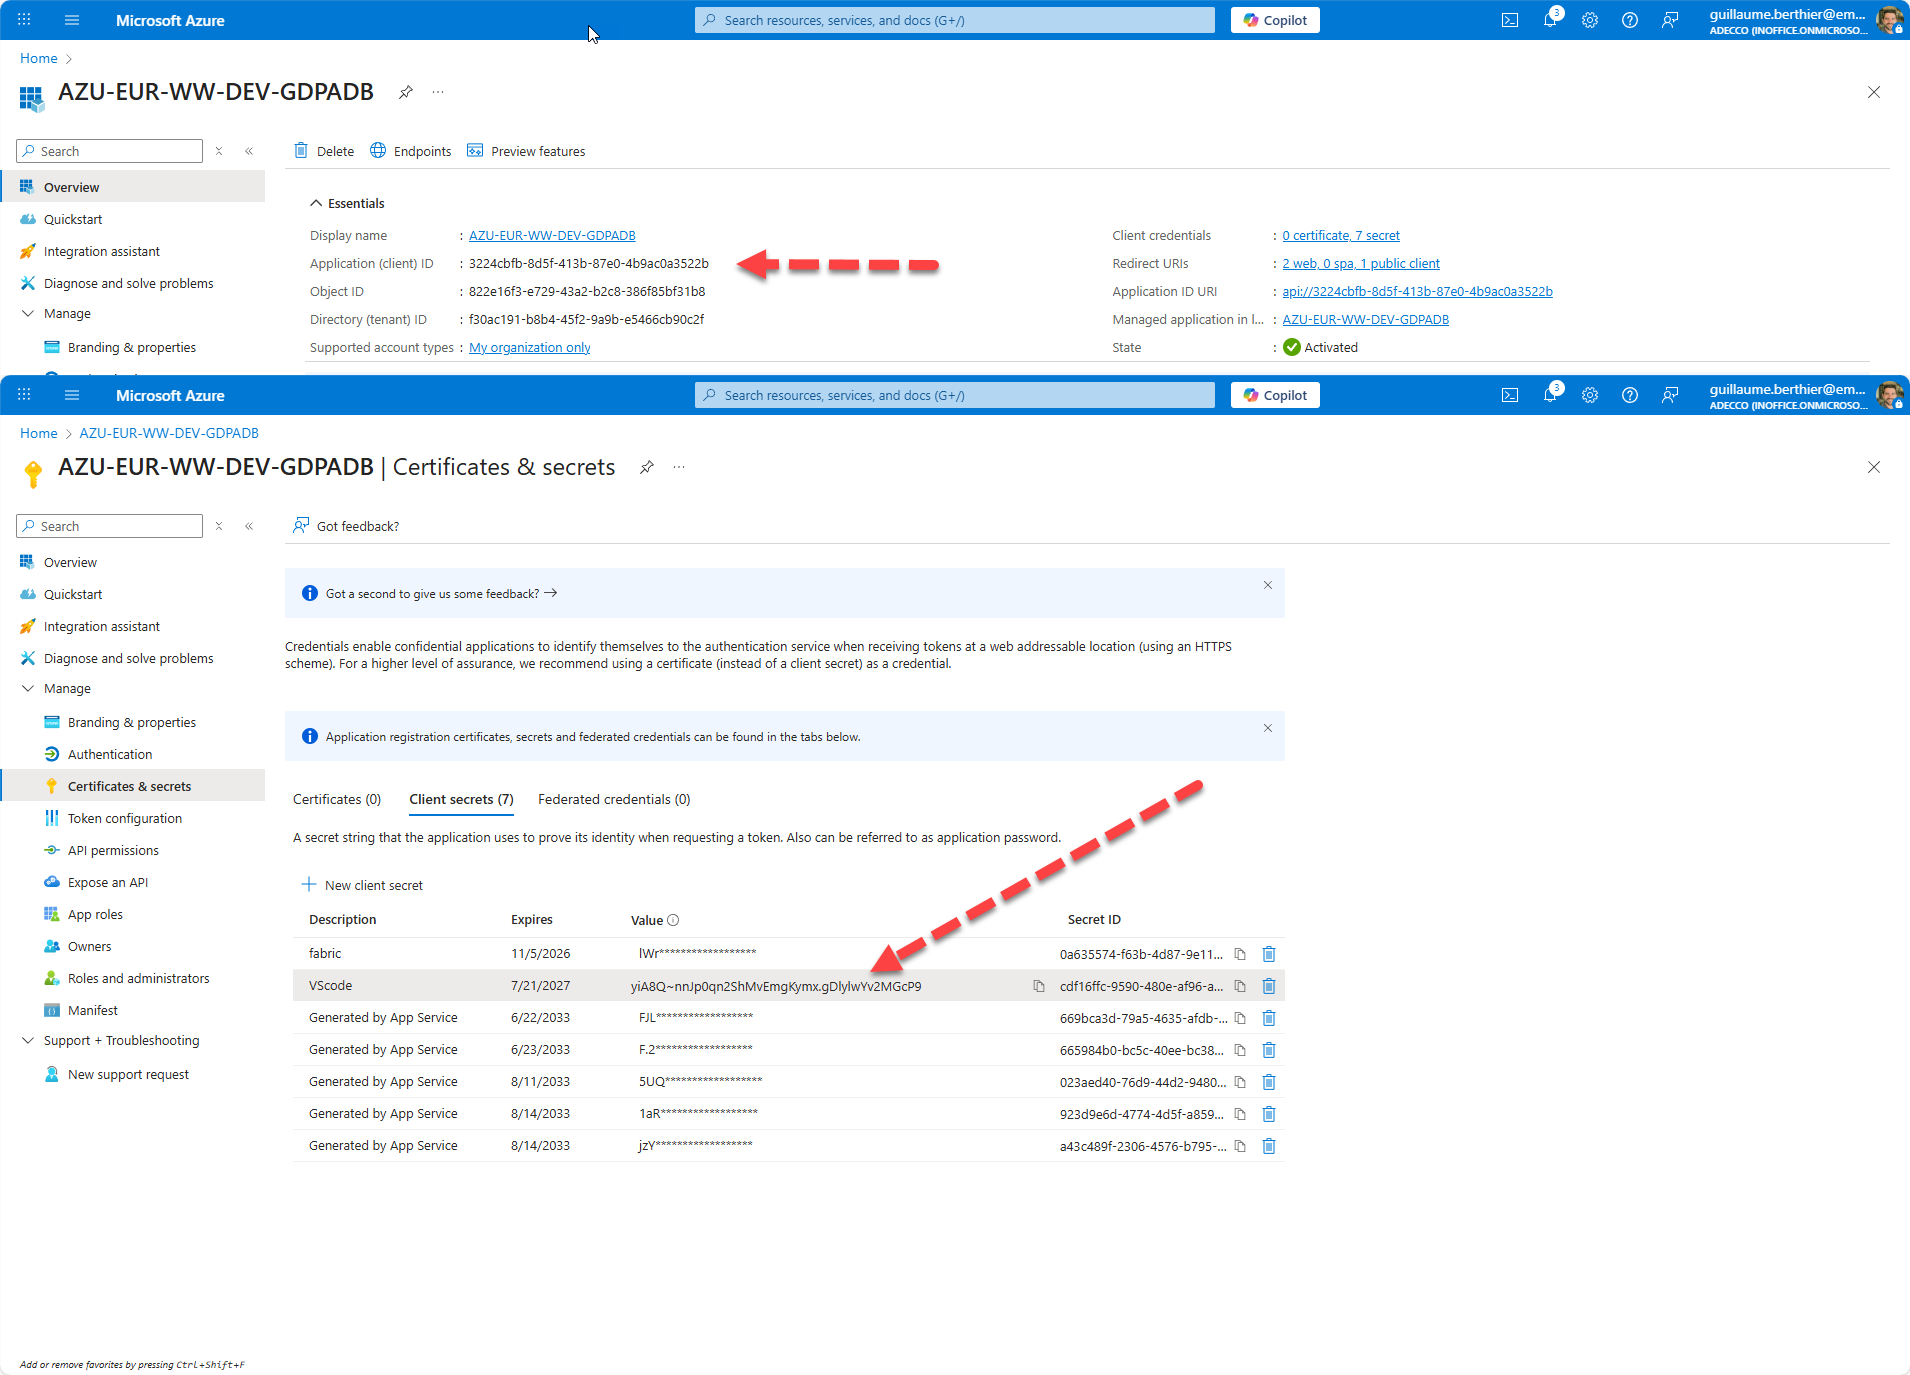 Microsoft Azure
Search resources, services, and docs (G+/)
Copilot
3
guillaume.berthier@em...
ADECCO (INOFFICE.ONMICROSO...
Home
AZU-EUR-WW-DEV-GDPADB
Search
Delete
Endpoints
Preview features
Overview
Quickstart
Integration assistant
Diagnose and solve problems
Manage
Branding & properties
Essentials
Display name : AZU-EUR-WW-DEV-GDPADB
Application (client) ID : 3224cbfb-8d5f-413b-87e0-4b9ac0a3522b
Object ID : 822e16f3-e729-43a2-b2c8-386f85bf31b8
Directory (tenant) ID : f30ac191-b8b4-45f2-9a9b-e5466cb90c2f
Supported account types : My organization only
Client credentials : 0 certificate, 7 secret
Redirect URIs : 2 web, 0 spa, 1 public client
Application ID URI : api://3224cbfb-8d5f-413b-87e0-4b9ac0a3522b
Managed application in l... : AZU-EUR-WW-DEV-GDPADB
State : Activated
Microsoft Azure
Search resources, services, and docs (G+/)
Copilot
3
guillaume.berthier@em...
ADECCO (INOFFICE.ONMICROSO...
Home > AZU-EUR-WW-DEV-GDPADB
AZU-EUR-WW-DEV-GDPADB | Certificates & secrets
Search
Got feedback?
Overview
Quickstart
Integration assistant
Diagnose and solve problems
Manage
Branding & properties
Authentication
Certificates & secrets
Token configuration
API permissions
Expose an API
App roles
Owners
Roles and administrators
Manifest
Support + Troubleshooting
New support request
Got a second to give us some feedback?
Credentials enable confidential applications to identify themselves to the authentication service when receiving tokens at a web addressable location (using an HTTPS
scheme). For a higher level of assurance, we recommend using a certificate (instead of a client secret) as a credential.
Application registration certificates, secrets and federated credentials can be found in the tabs below.
Certificates (0)
Client secrets (7)
Federated credentials (0)
A secret string that the application uses to prove its identity when requesting a token. Also can be referred to as application password.
New client secret
Description Expires Value Secret ID
fabric 11/5/2026 lWr****************** 0a635574-f63b-4d87-9e11...
VScode 7/21/2027 yiA8Q~nnJp0qn2ShMvEmgKymx.gDlylwYv2MGcP9 cdf16ffc-9590-480e-af96-a...
Generated by App Service 6/22/2033 FJL****************** 669bca3d-79a5-4635-afdb-...
Generated by App Service 6/23/2033 F.2****************** 665984b0-bc5c-40ee-bc38...
Generated by App Service 8/11/2033 5UQ****************** 023aed40-76d9-44d2-9480...
Generated by App Service 8/14/2033 1aR****************** 923d9e6d-4774-4d5f-a859...
Generated by App Service 8/14/2033 jzY****************** a43c489f-2306-4576-b795-...
Add or remove favorites by pressing Ctrl+Shift+F